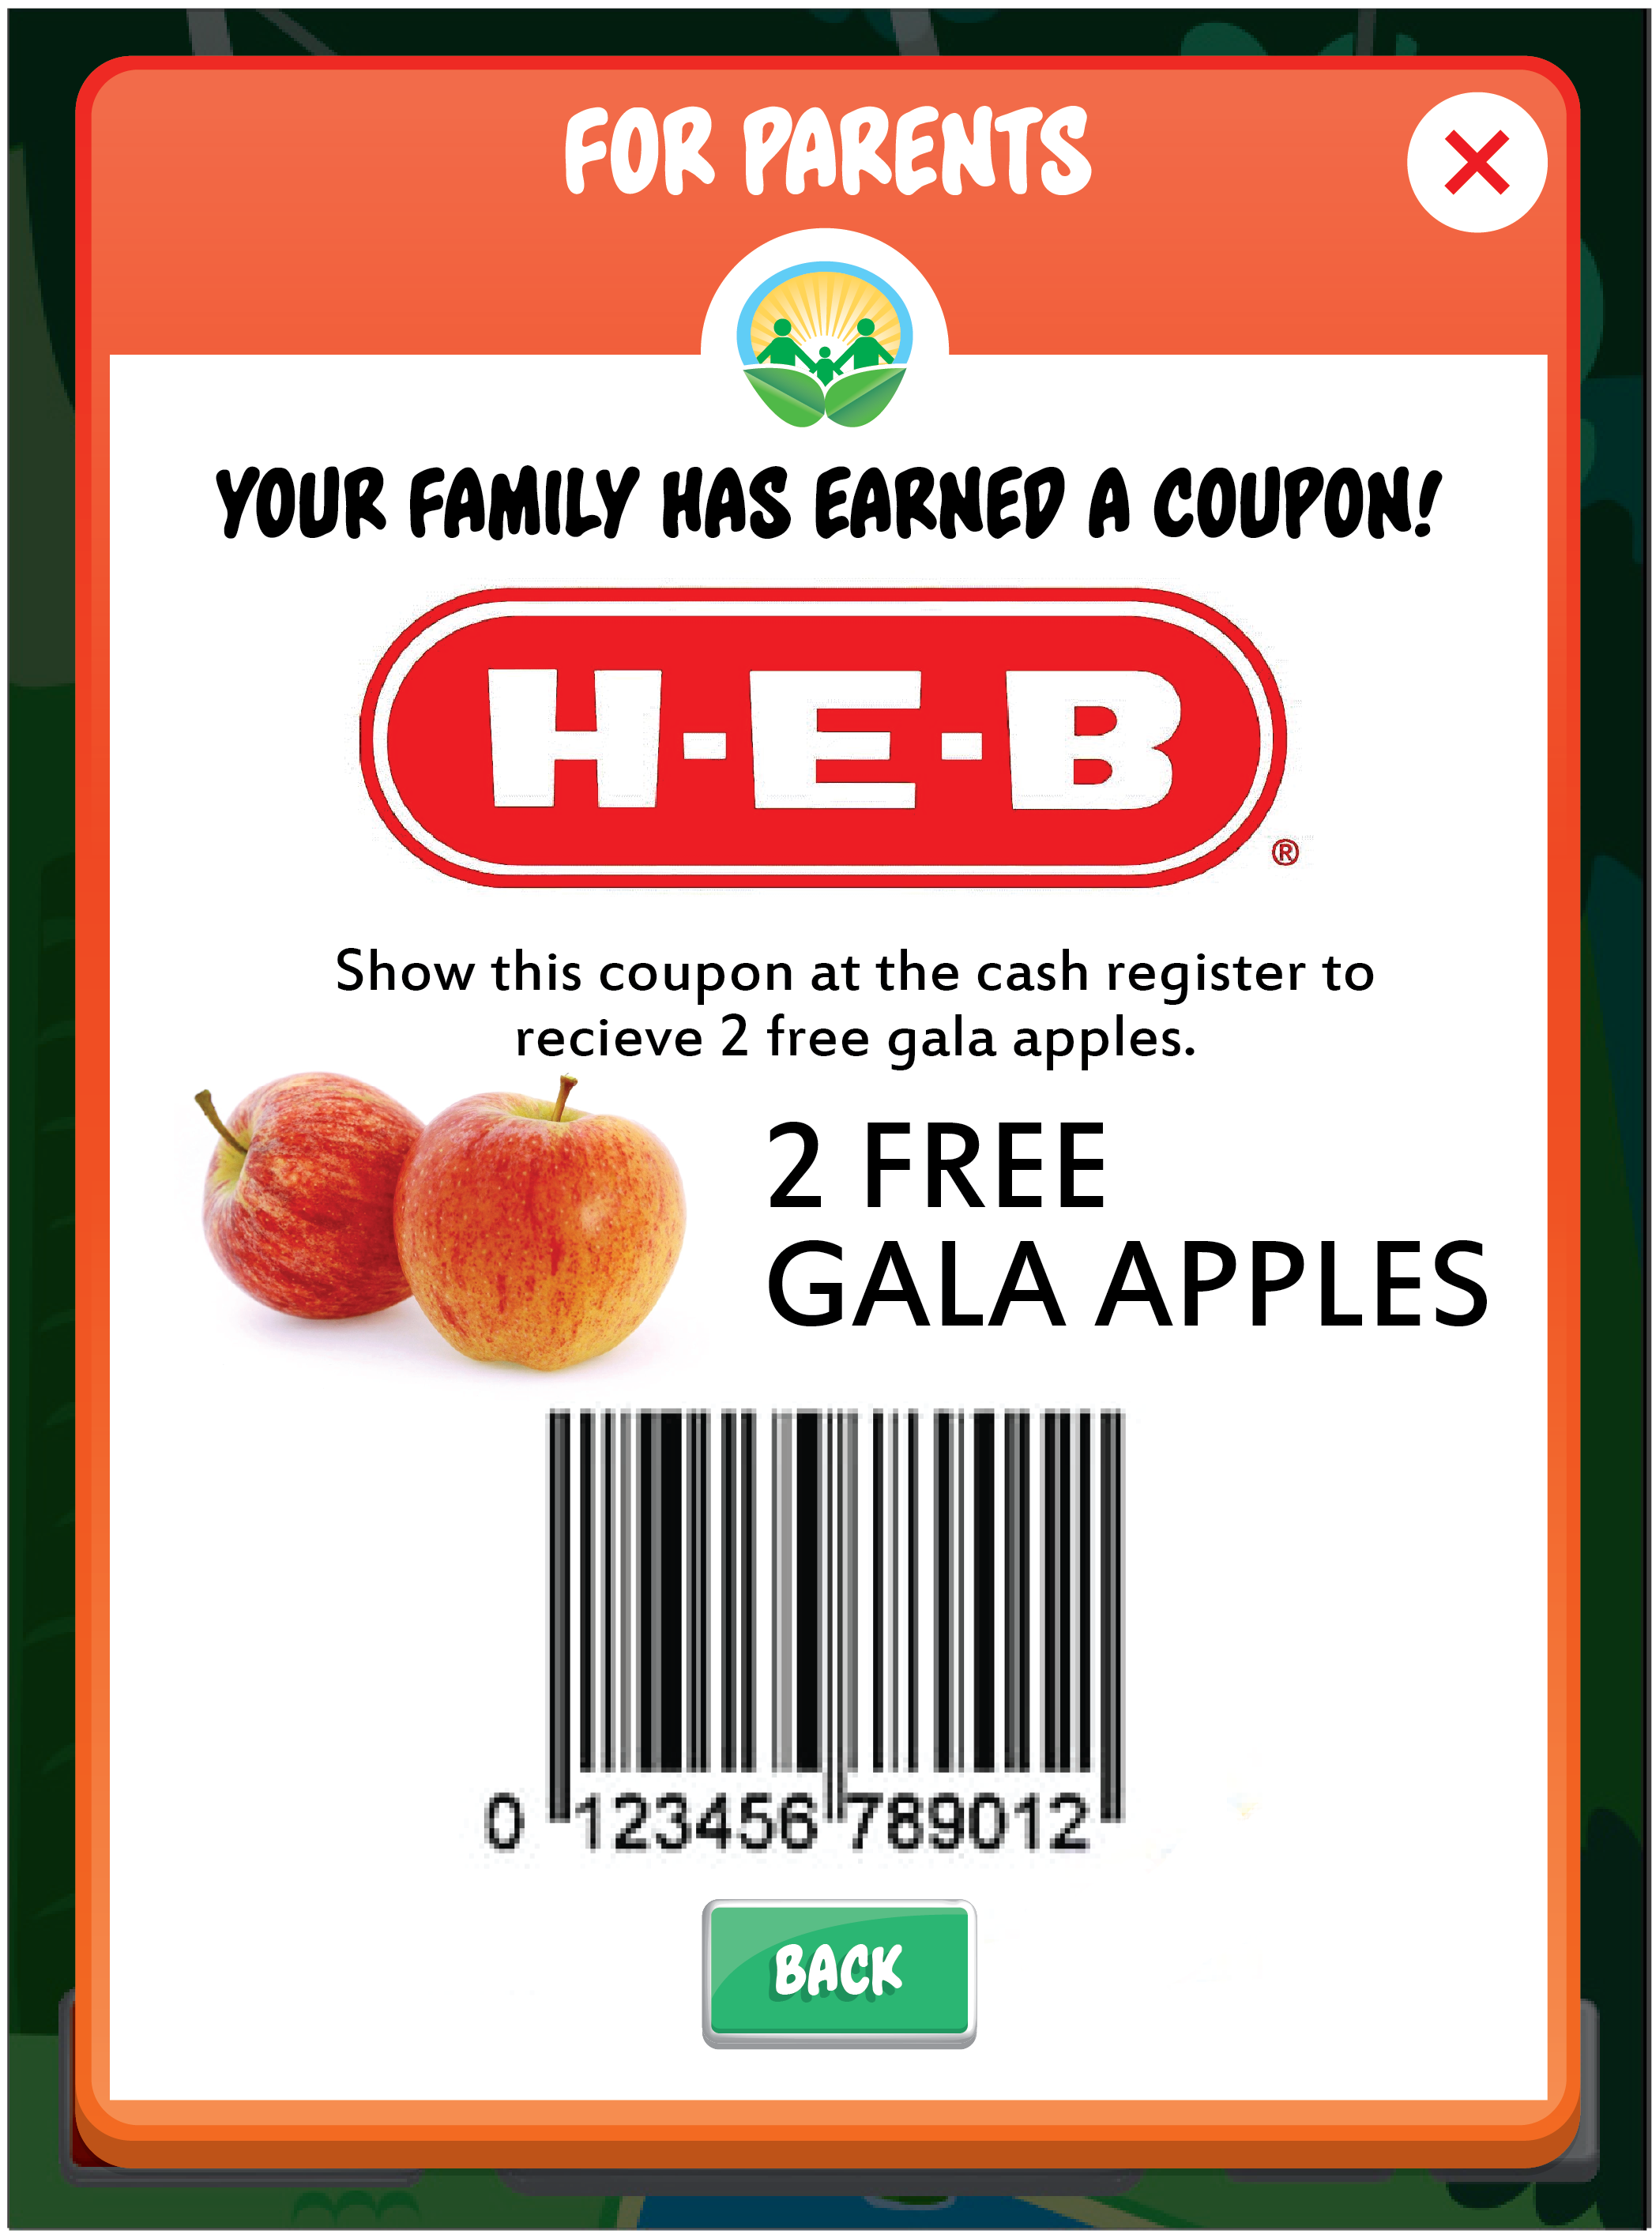 FOR PARENTS
YOUR FAMILY HAS EARNED A COUPON!
H-E-B
®
Show this coupon at the cash register to
recieve 2 free gala apples.
2 FREE
GALA APPLES
0 123456 789012
BACK